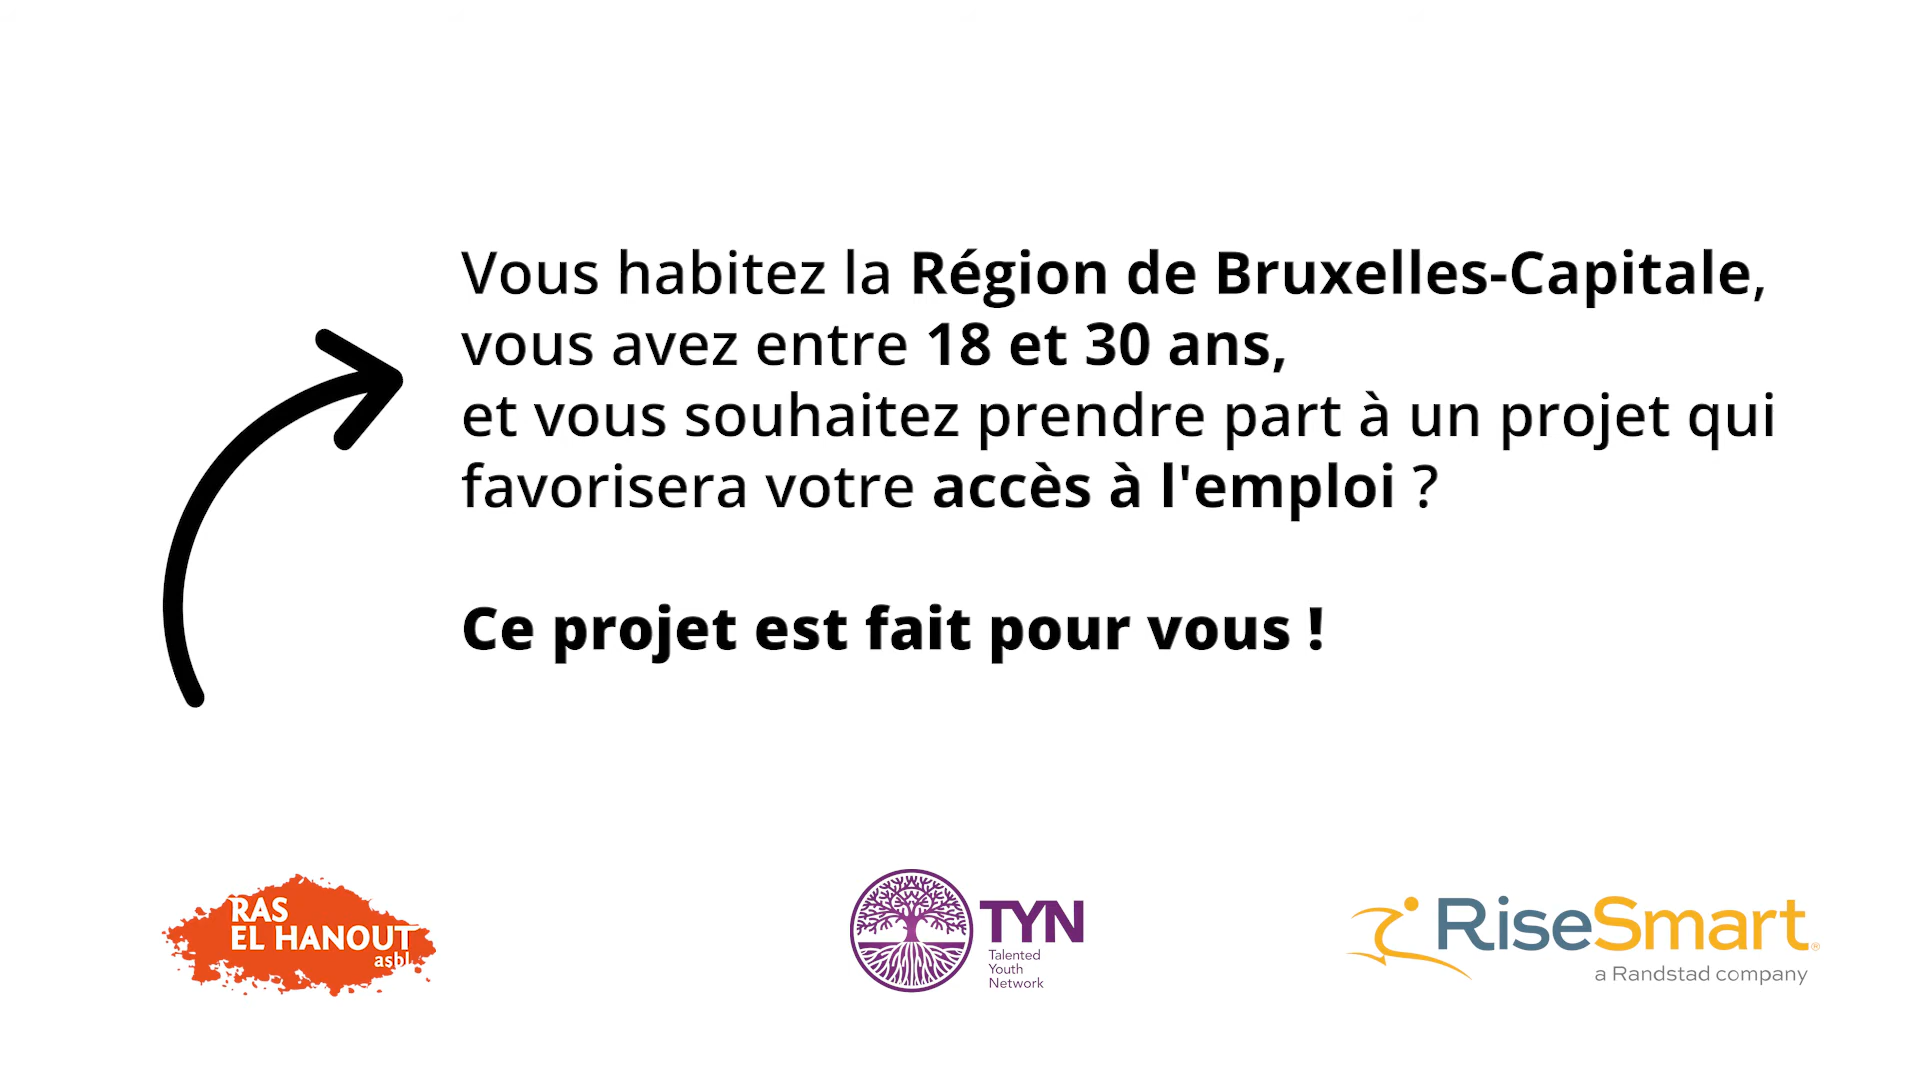 Vous habitez la Région de Bruxelles-Capitale,
vous avez entre 18 et 30 ans,
et vous souhaitez prendre part à un projet qui
favorisera votre accès à l'emploi ?
Ce projet est fait pour vous !
RAS
EL HANOUT
asbl
TYN
Talented
Youth
Network
RiseSmart®
a Randstad company